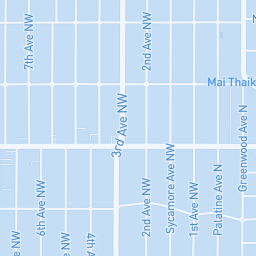 7th Ave NW
2nd Ave NW
Mai Thaik
3rd Ave NW
Greenwood Ave N
Sycamore Ave NW
6th Ave NW
2nd Ave NW
1st Ave NW
Palatine Ave N
4th A